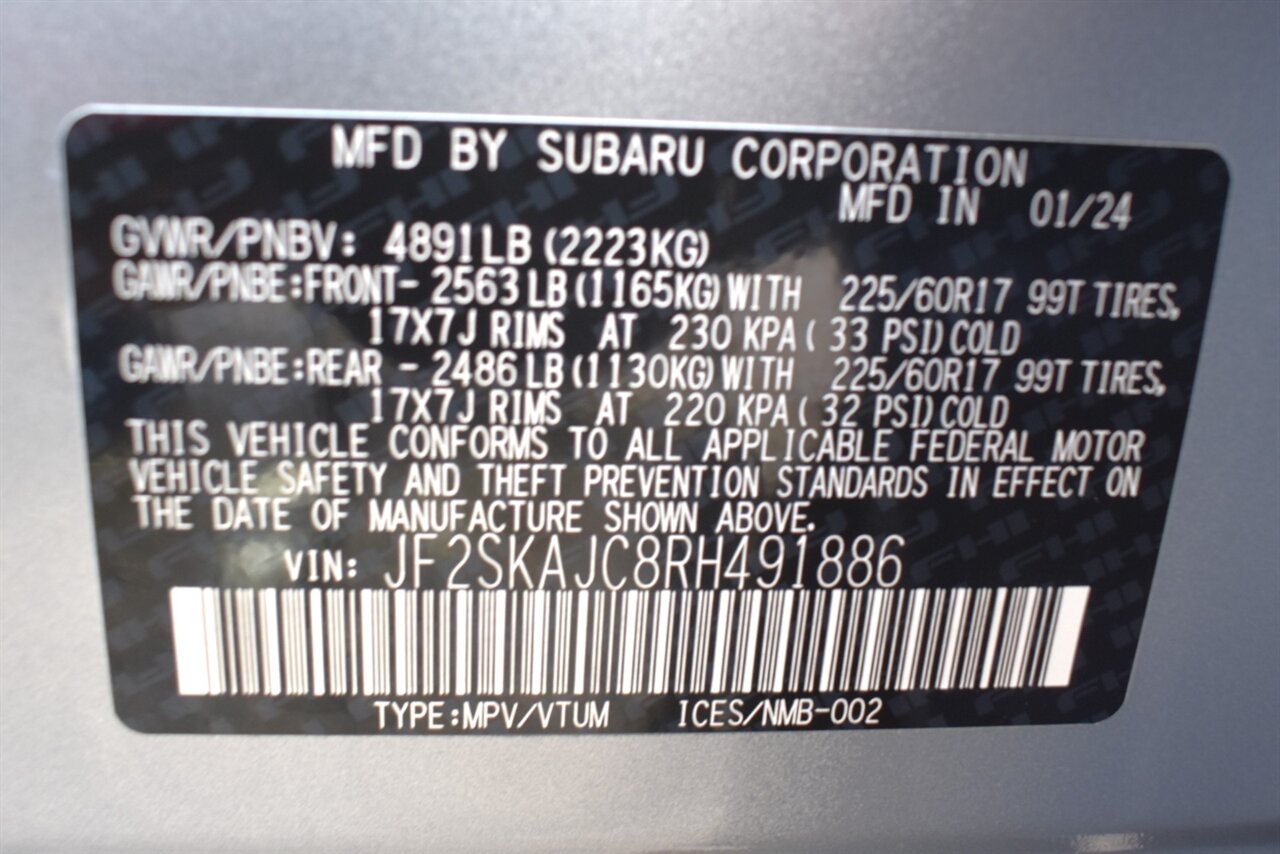 MFD BY SUBARU CORPORATION
MFD IN 01/24
GVWR/PNBV: 4891LB (2223KG)
GAWR/PNBE:FRONT- 2563 LB (1165KG) WITH 225/60R17 99T TIRES,
17X7J RIMS AT 230 KPA ( 33 PSI) COLD
GAWR/PNBE:REAR - 2486 LB (1130KG) WITH 225/60R17 99T TIRES,
17X7J RIMS AT 220 KPA ( 32 PSI) COLD
THIS VEHICLE CONFORMS TO ALL APPLICABLE FEDERAL MOTOR
VEHICLE SAFETY AND THEFT PREVENTION STANDARDS IN EFFECT ON
THE DATE OF MANUFACTURE SHOWN ABOVE.
VIN: JF2SKAJC8RH491886
TYPE:MPV/VTUM ICES/NMB-002